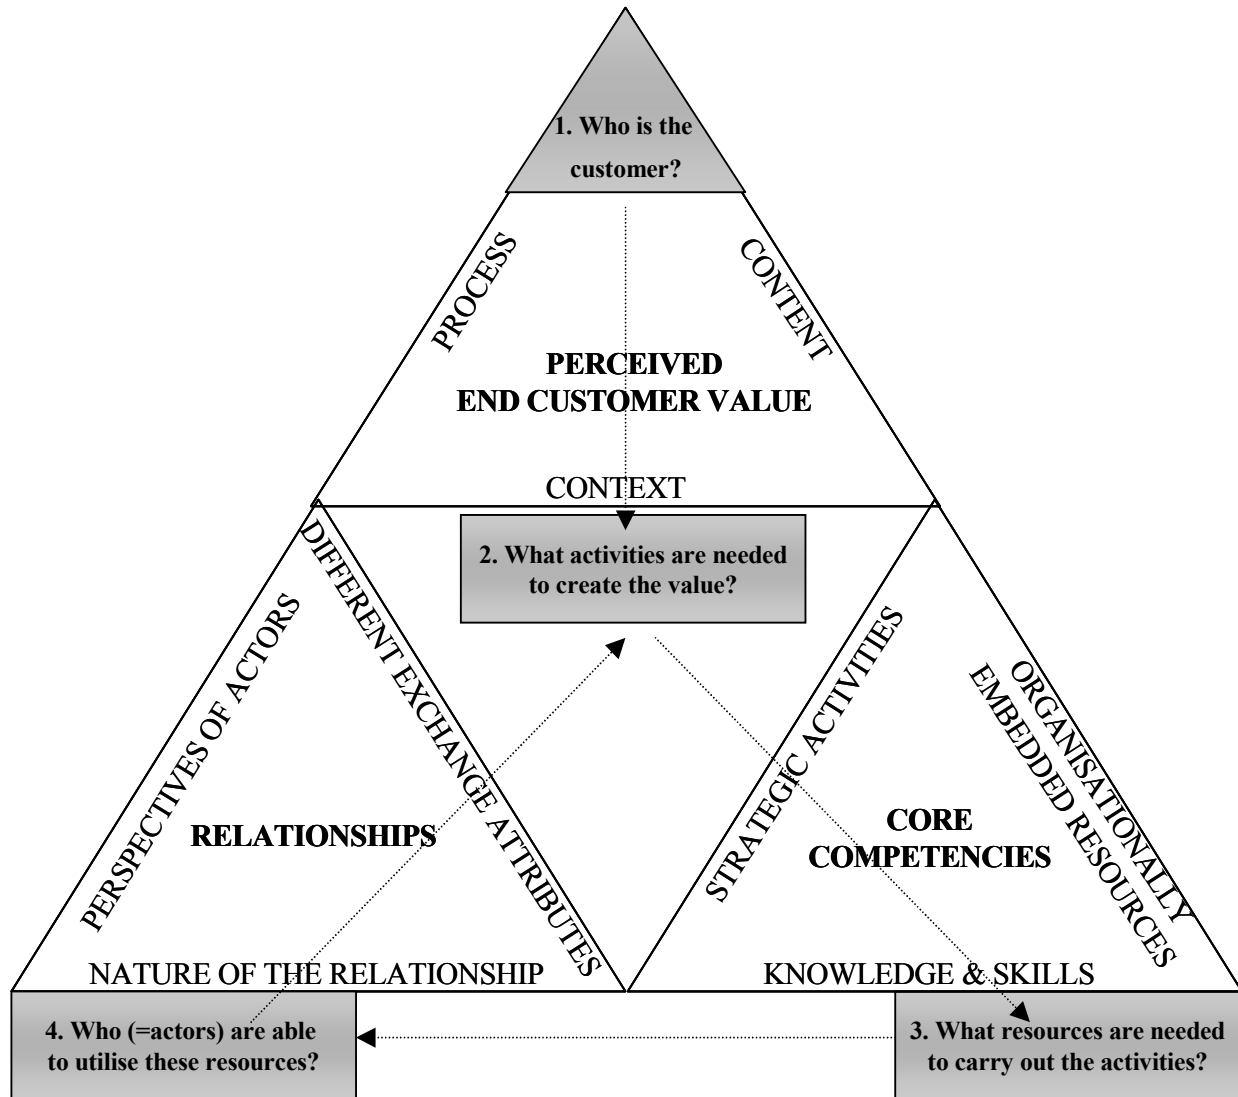 1. Who is the
customer?
PROCESS
CONTENT
PERCEIVED
END CUSTOMER VALUE
CONTEXT
2. What activities are needed
to create the value?
PERSPECTIVES OF ACTORS
DIFFERENT EXCHANGE ATTRIBUTES
RELATIONSHIPS
NATURE OF THE RELATIONSHIP
STRATEGIC ACTIVITIES
ORGANISATIONALLY
EMBEDDED RESOURCES
CORE
COMPETENCIES
KNOWLEDGE & SKILLS
4. Who (=actors) are able
to utilise these resources?
3. What resources are needed
to carry out the activities?